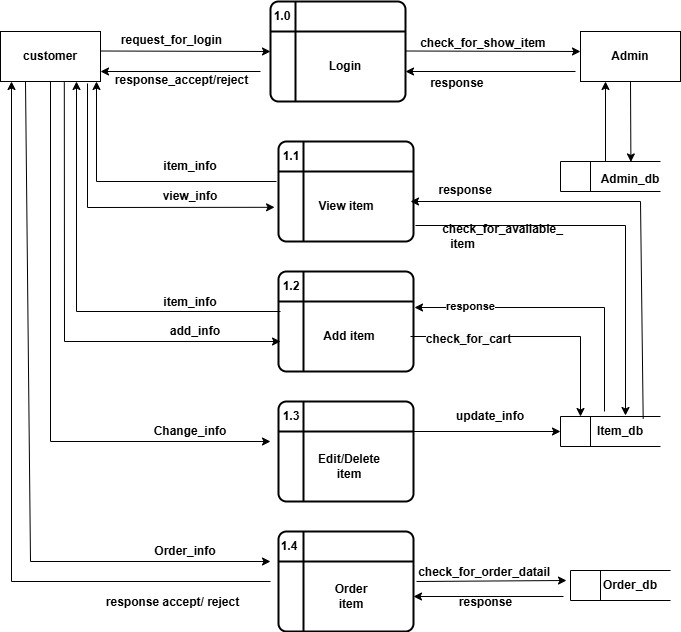 1.0
customer
request_for_login
check_for_show_item
Admin
Login
response_accept/reject
response
1.1
item_info
view_info
View item
response
Admin_db
check_for_available_
item
1.2
item_info
add_info
Add item
response
check_for_cart
1.3
Change_info
update_info
Item_db
Edit/Delete
item
1.4
Order_info
check_for_order_datail
Order_db
Order
item
response accept/ reject
response